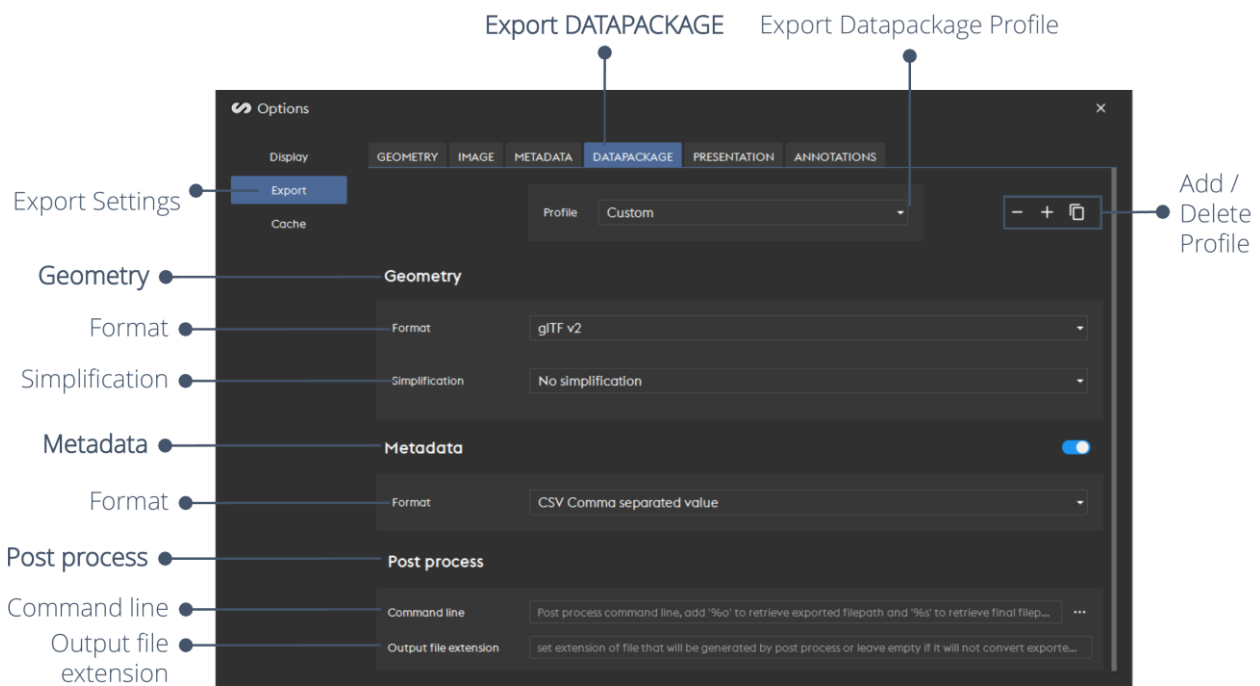 Export DATAPACKAGE
Export Datapackage Profile
Options
Display
GEOMETRY
IMAGE
METADATA
DATAPACKAGE
PRESENTATION
ANNOTATIONS
Export Settings
Export
Profile
Custom
Add /
Delete
Profile
Cache
Geometry
Geometry
Format
Format
glTF v2
Simplification
Simplification
No simplification
Metadata
Metadata
Format
Format
CSV Comma separated value
Post process
Post process
Command line
Command line
Post process command line, add '%o' to retrieve exported filepath and '%s' to retrieve final filep...
Output file
extension
Output file extension
set extension of file that will be generated by post process or leave empty if it will not convert exporte...